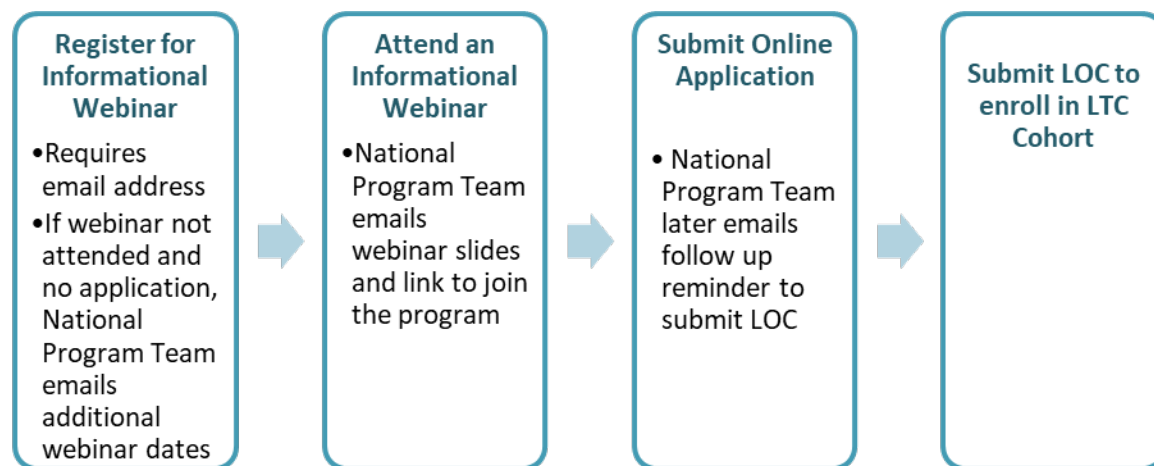 Register for
Informational
Webinar
•Requires
email address
•If webinar not
attended and
no application,
National
Program Team
emails
additional
webinar dates
Attend an
Informational
Webinar
•National
Program Team
emails
webinar slides
and link to join
the program
Submit Online
Application
• National
Program Team
later emails
follow up
reminder to
submit LOC
Submit LOC to
enroll in LTC
Cohort